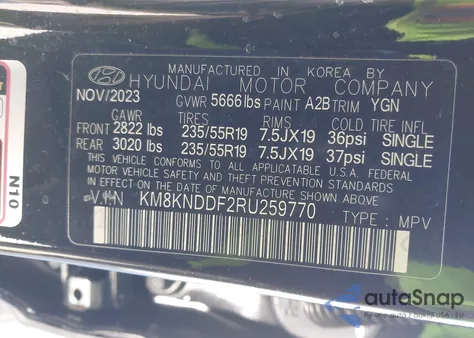 MANUFACTURED IN KOREA BY
HYUNDAI MOTOR COMPANY
NOV/2023 GVWR 5666 lbs PAINT A2B TRIM YGN
GAWR TIRES RIMS COLD TIRE INFL
FRONT 2822 lbs 235/55R19 7.5JX19 36psi SINGLE
REAR 3020 lbs 235/55R19 7.5JX19 37psi SINGLE
THIS VEHICLE CONFORMS TO ALL APPLICABLE U.S.A. FEDERAL
MOTOR VEHICLE SAFETY AND THEFT PREVENTION STANDARDS
IN EFFECT ON THE DATE OF MANUFACTURE SHOWN ABOVE.
V.I.N KM8KNDDF2RU259770
TYPE : MPV
N10
autoSnap